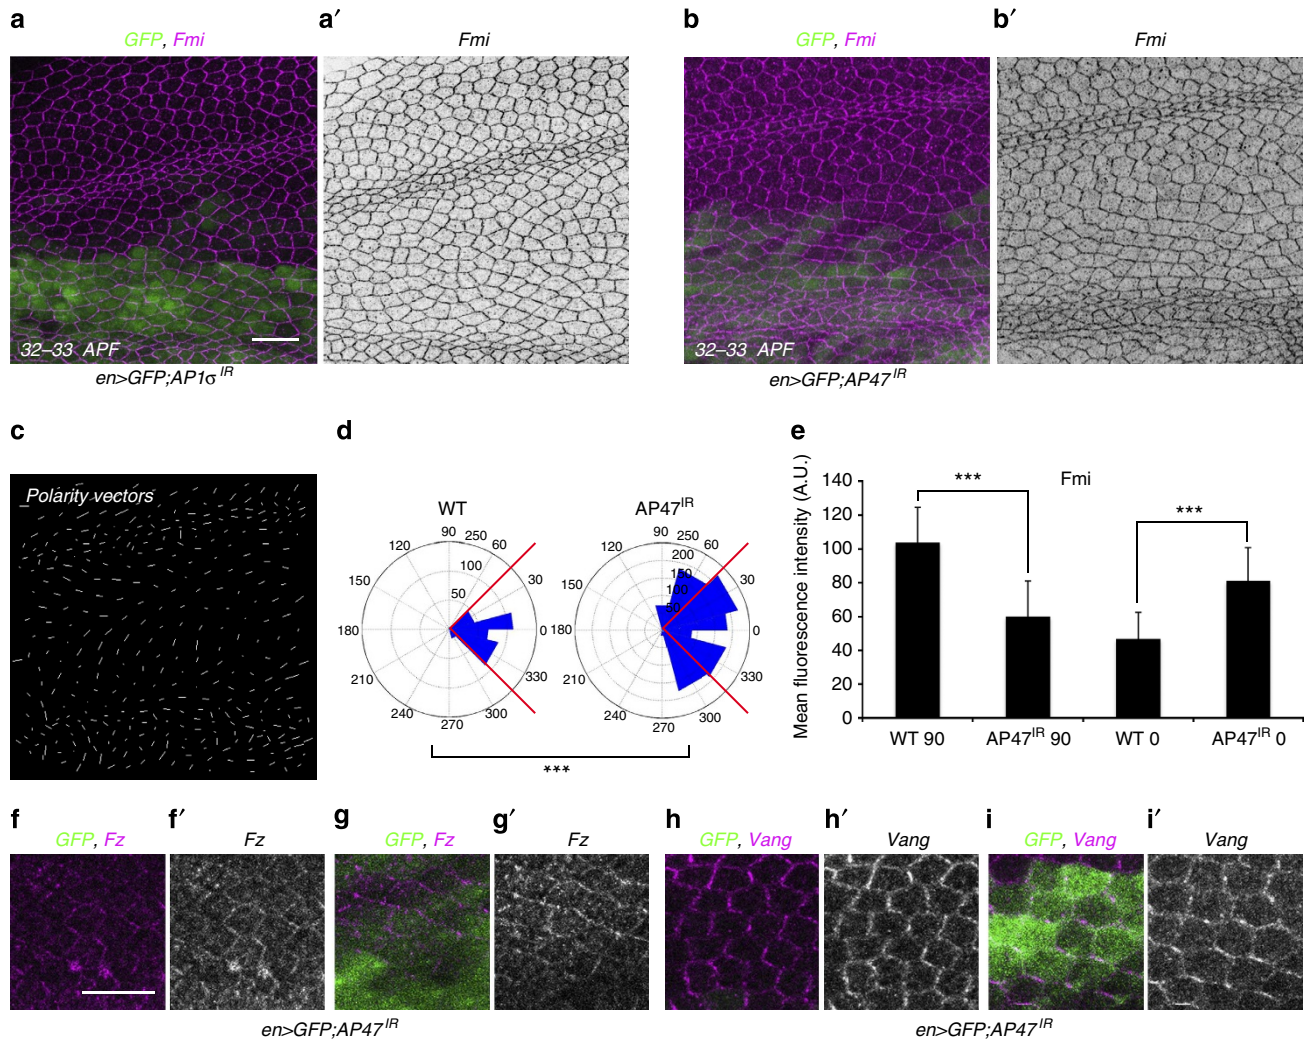 a
a′
b
b′
GFP, Fmi
Fmi
GFP, Fmi
Fmi
32–33 APF
32–33 APF
en>GFP;AP1σ IR
en>GFP;AP47 IR
c
d
e
Polarity vectors
WT
90 250
120 60
100
150 30
50
180 0
210 330
240 300
270
AP47IR
90 250
120 200 60
150
150 30
100
50
180 0
210 330
240 300
270
***
Fmi
Mean fluorescence intensity (A.U.)
140
120
100
80
60
40
20
0
***
***
WT 90
AP47IR 90
WT 0
AP47IR 0
f
f′
g
g′
h
h′
i
i′
GFP, Fz
Fz
GFP, Fz
Fz
GFP, Vang
Vang
GFP, Vang
Vang
en>GFP;AP47 IR
en>GFP;AP47 IR